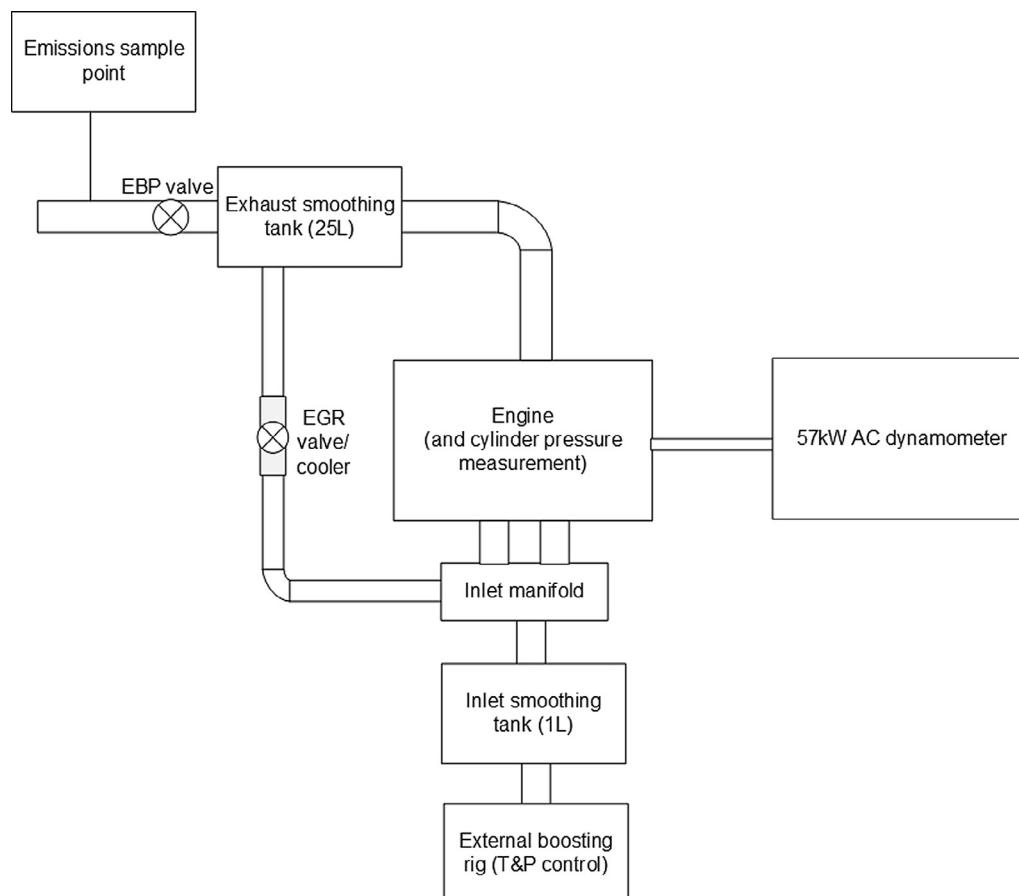 Emissions sample
point
EBP valve
Exhaust smoothing
tank (25L)
EGR
valve/
cooler
Engine
(and cylinder pressure
measurement)
57kW AC dynamometer
Inlet manifold
Inlet smoothing
tank (1L)
External boosting
rig (T&P control)